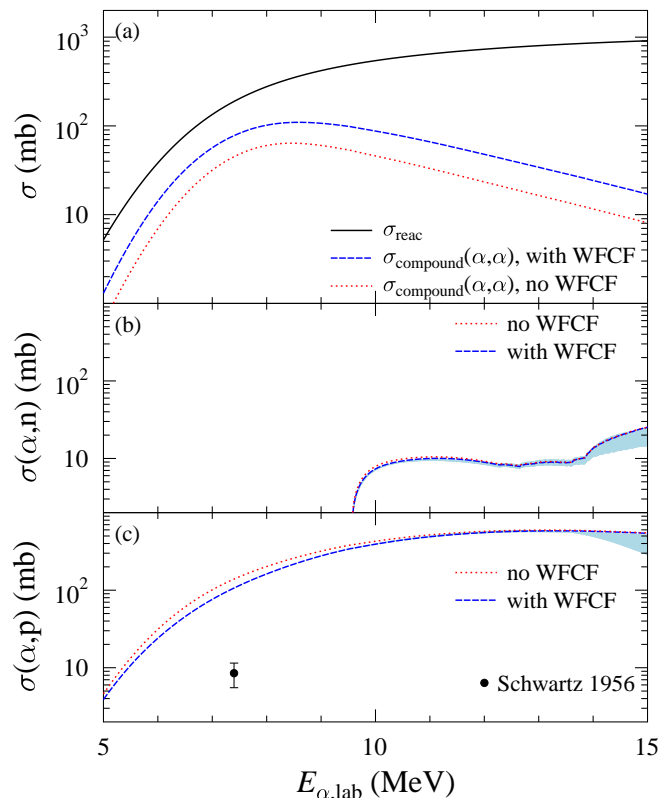 (a)
10³
10²
10
σ (mb)
σreac
σcompound(α,α), with WFCF
σcompound(α,α), no WFCF
(b)
no WFCF
with WFCF
10²
10
σ(α,n) (mb)
(c)
no WFCF
with WFCF
10²
10
σ(α,p) (mb)
Schwartz 1956
5 10 15
Eα,lab (MeV)